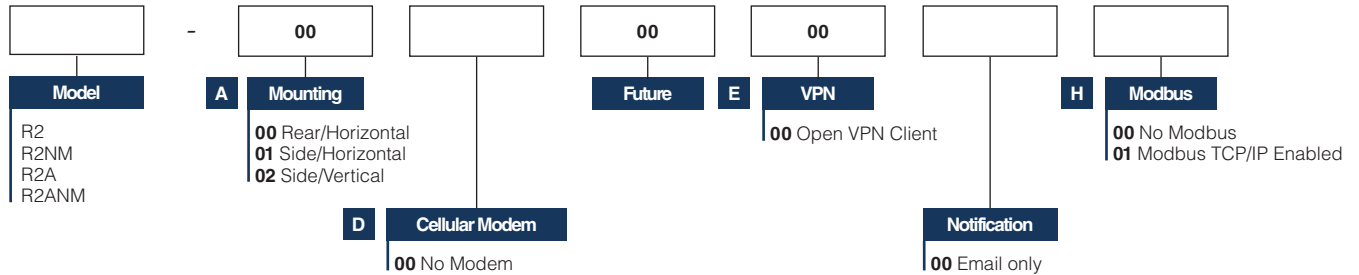 - 00 00 00
Model A Mounting Future E VPN H Modbus
R2
R2NM
R2A
R2ANM
00 Rear/Horizontal
01 Side/Horizontal
02 Side/Vertical
00 Open VPN Client
00 No Modbus
01 Modbus TCP/IP Enabled
D Cellular Modem
00 No Modem
Notification
00 Email only